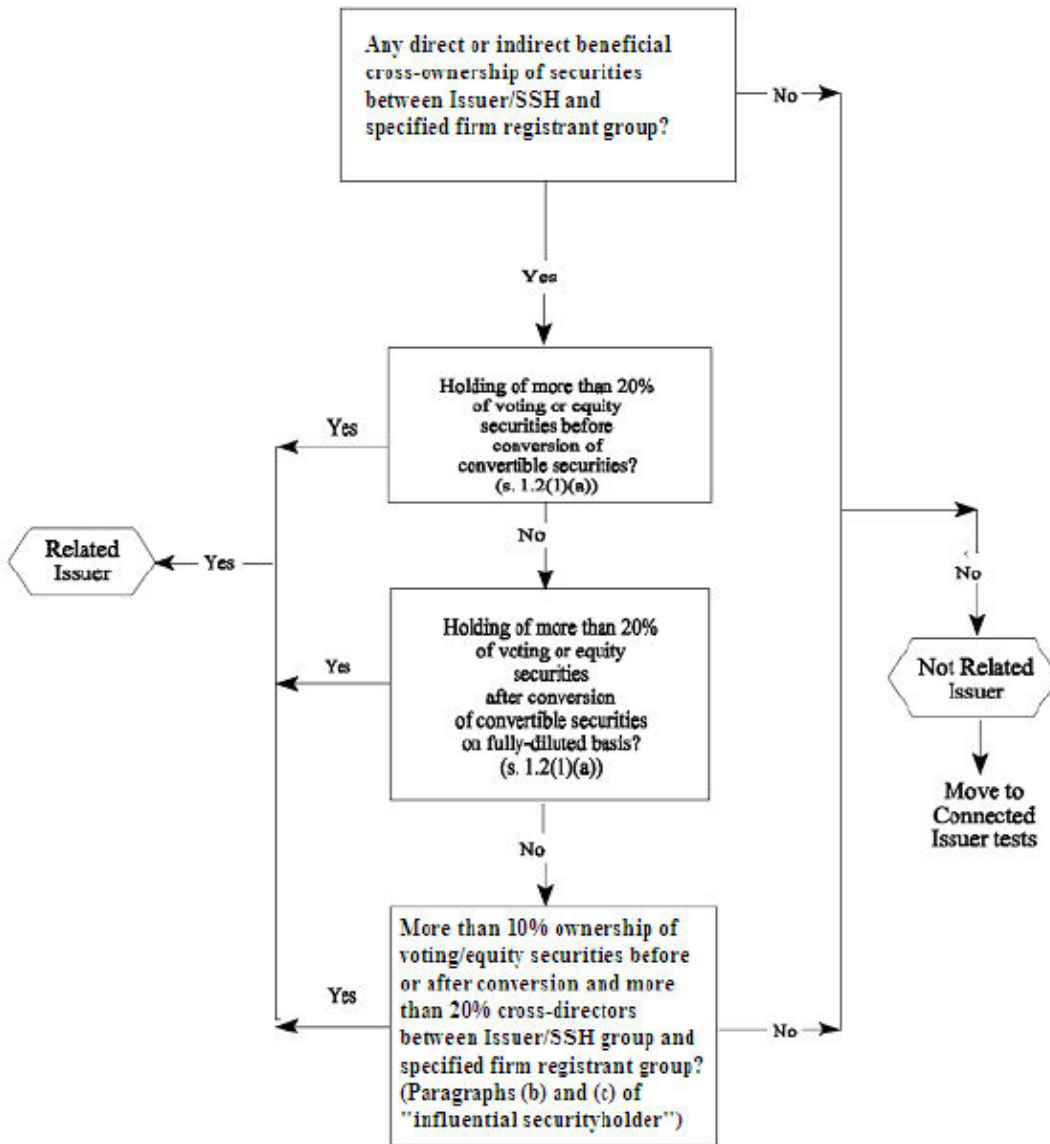 Any direct or indirect beneficial
cross-ownership of securities
between Issuer/SSH and
specified firm registrant group?
No
Yes
Holding of more than 20%
of voting or equity
securities before
conversion of
convertible securities?
(s. 1.2(1)(a))
Yes
No
Related
Issuer
Yes
No
Holding of more than 20%
of voting or equity
securities
after conversion
of convertible securities
on fully-diluted basis?
(s. 1.2(1)(a))
Yes
Not Related
Issuer
Move to
Connected
Issuer tests
No
More than 10% ownership of
voting/equity securities before
or after conversion and more
than 20% cross-directors
between Issuer/SSH group and
specified firm registrant group?
(Paragraphs (b) and (c) of
"influential securityholder")
Yes
No